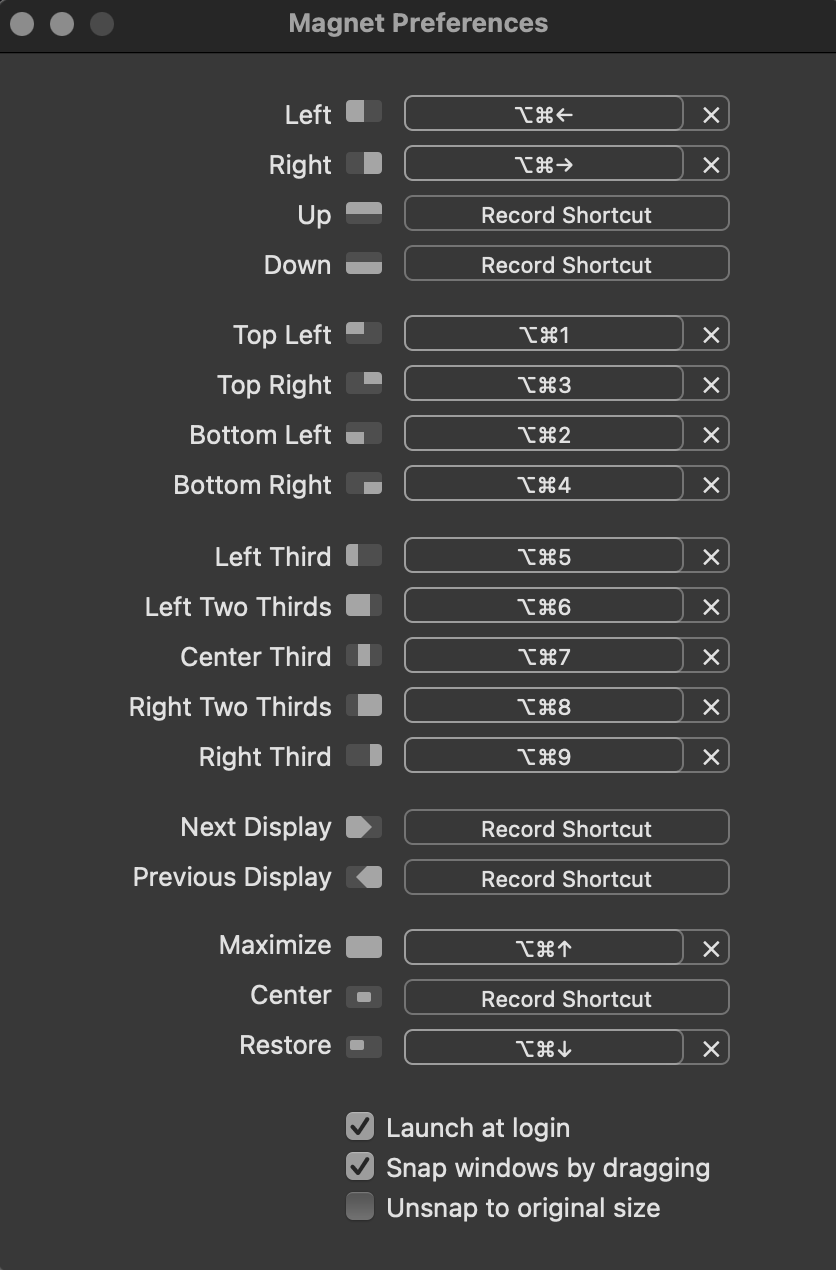 Magnet Preferences
Left ⌥⌘← ✕
Right ⌥⌘→ ✕
Up Record Shortcut
Down Record Shortcut
Top Left ⌥⌘1 ✕
Top Right ⌥⌘3 ✕
Bottom Left ⌥⌘2 ✕
Bottom Right ⌥⌘4 ✕
Left Third ⌥⌘5 ✕
Left Two Thirds ⌥⌘6 ✕
Center Third ⌥⌘7 ✕
Right Two Thirds ⌥⌘8 ✕
Right Third ⌥⌘9 ✕
Next Display Record Shortcut
Previous Display Record Shortcut
Maximize ⌥⌘↑ ✕
Center Record Shortcut
Restore ⌥⌘↓ ✕
Launch at login
Snap windows by dragging
Unsnap to original size